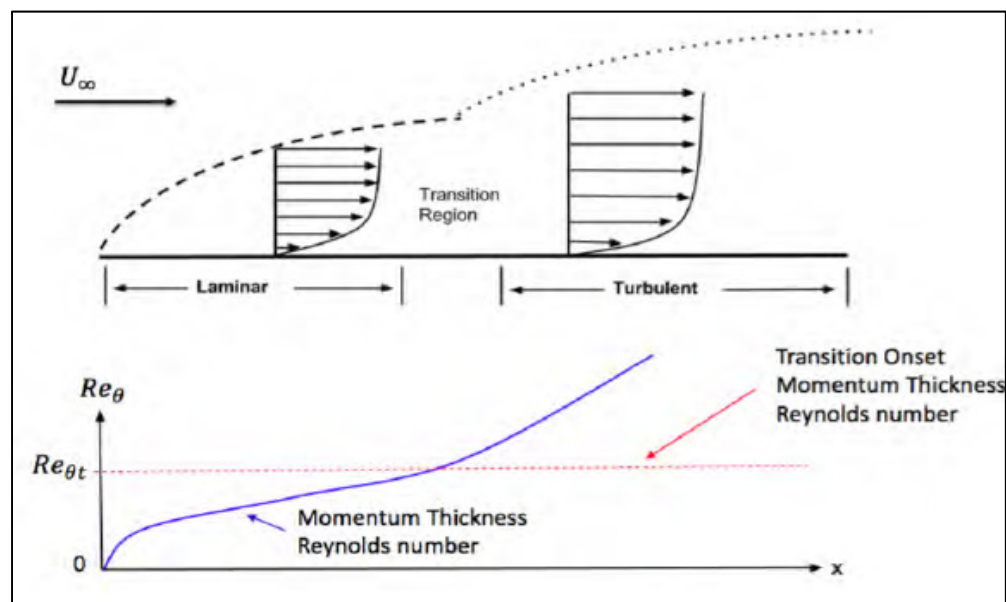 U∞
Transition
Region
Laminar
Turbulent
Transition Onset
Momentum Thickness
Reynolds number
Reθ
Reθt
Momentum Thickness
Reynolds number
0
x